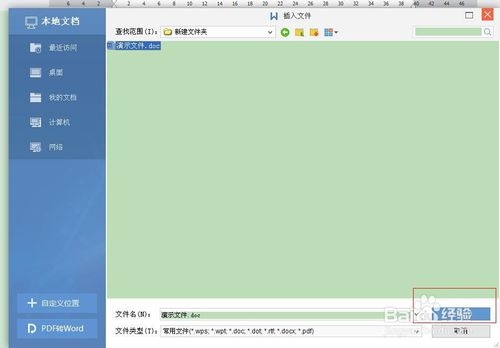 6 4 2 2 4 6 8 10 12 14 16 18 20 22 24 26 28 30 32 34 36 38 40 42 44 46
本地文档
插入文件
查找范围(I):
新建文件夹
最近访问
演示文件.doc
桌面
我的文档
计算机
网络
自定义位置
PDF转Word
文件名(N):
演示文件.doc
文件类型(T):
常用文件(*.wps; *.wpt; *.doc; *.dot; *.rtf; *.docx; *.pdf)
取消
Bai 经验